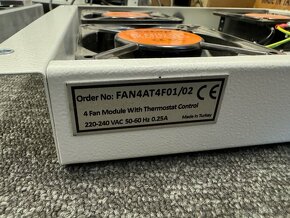 Order No: FAN4AT4F01/02 CE
4 Fan Module With Thermostat Control
220-240 VAC 50-60 Hz 0.25A
Made in Turkey